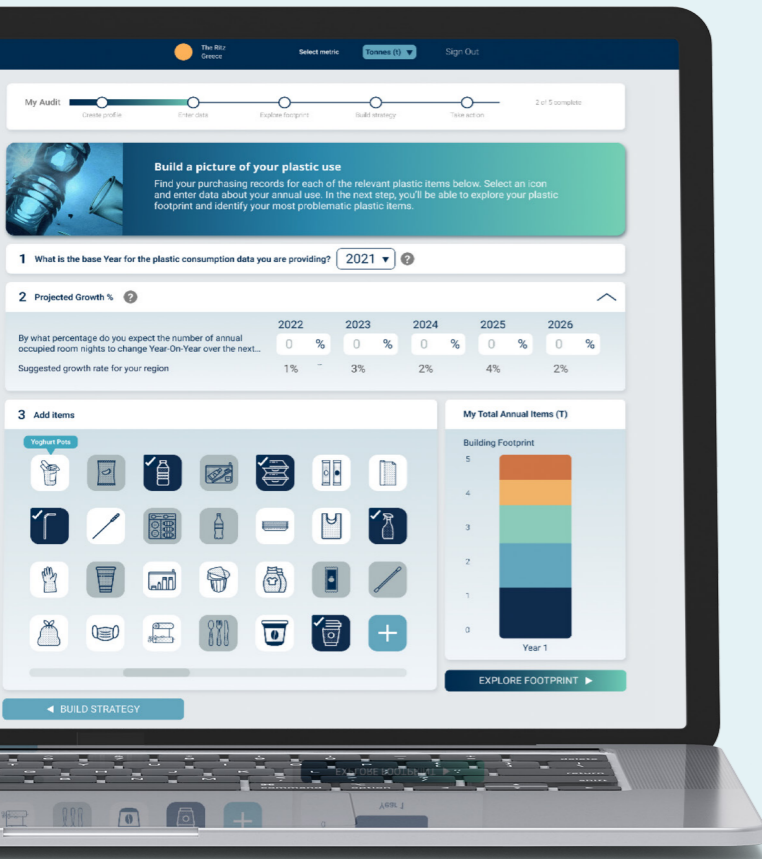 The Ritz
Greece
Select metric
Tonnes (t) ▼
Sign Out
My Audit
Create profile
Enter data
Explore footprint
Build strategy
Take action
2 of 5 complete
Build a picture of your plastic use
Find your purchasing records for each of the relevant plastic items below. Select an icon
and enter data about your annual use. In the next step, you'll be able to explore your plastic
footprint and identify your most problematic plastic items.
1 What is the base Year for the plastic consumption data you are providing? 2021 ▼ ?
2 Projected Growth % ?
2022 2023 2024 2025 2026
By what percentage do you expect the number of annual
occupied room nights to change Year-On-Year over the next...
0 % 0 % 0 % 0 % 0 %
Suggested growth rate for your region 1% 3% 2% 4% 2%
3 Add items
Yoghurt Pots
My Total Annual Items (T)
Building Footprint
5
4
3
2
1
0
Year 1
EXPLORE FOOTPRINT ▶
◀ BUILD STRATEGY